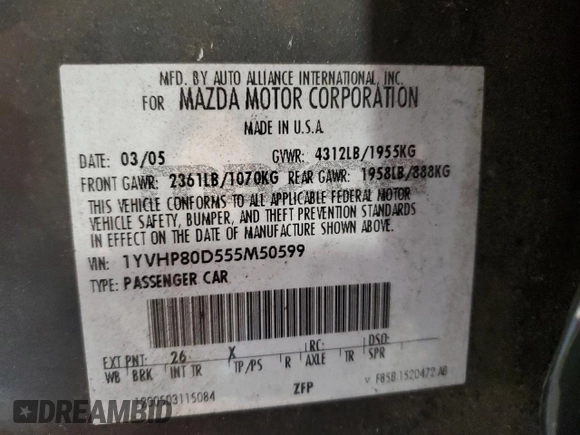 MFD. BY AUTO ALLIANCE INTERNATIONAL, INC.
FOR MAZDA MOTOR CORPORATION
MADE IN U.S.A.
DATE: 03/05 GVWR: 4312LB/1955KG
FRONT GAWR: 2361LB/1070KG REAR GAWR: 1958LB/888KG
THIS VEHICLE CONFORMS TO ALL APPLICABLE FEDERAL MOTOR
VEHICLE SAFETY, BUMPER, AND THEFT PREVENTION STANDARDS
IN EFFECT ON THE DATE OF MANUFACTURE SHOWN ABOVE.
VIN: 1YVHP80D555M50599
TYPE: PASSENGER CAR
EXT PNT: 26 X RC: DSO:
WB BRK INT TR TP/PS R AXLE TR SPR
ZFP
V F85B 1520472 AB
DREAMBID